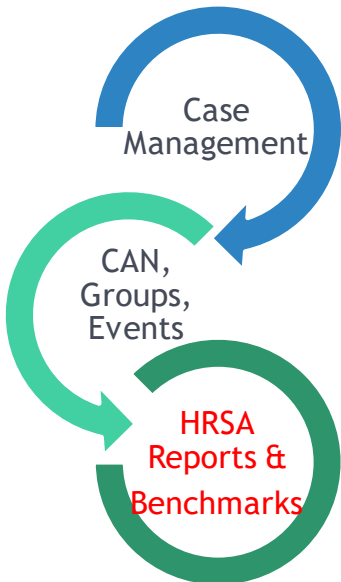 Case
Management
CAN,
Groups,
Events
HRSA
Reports &
Benchmarks